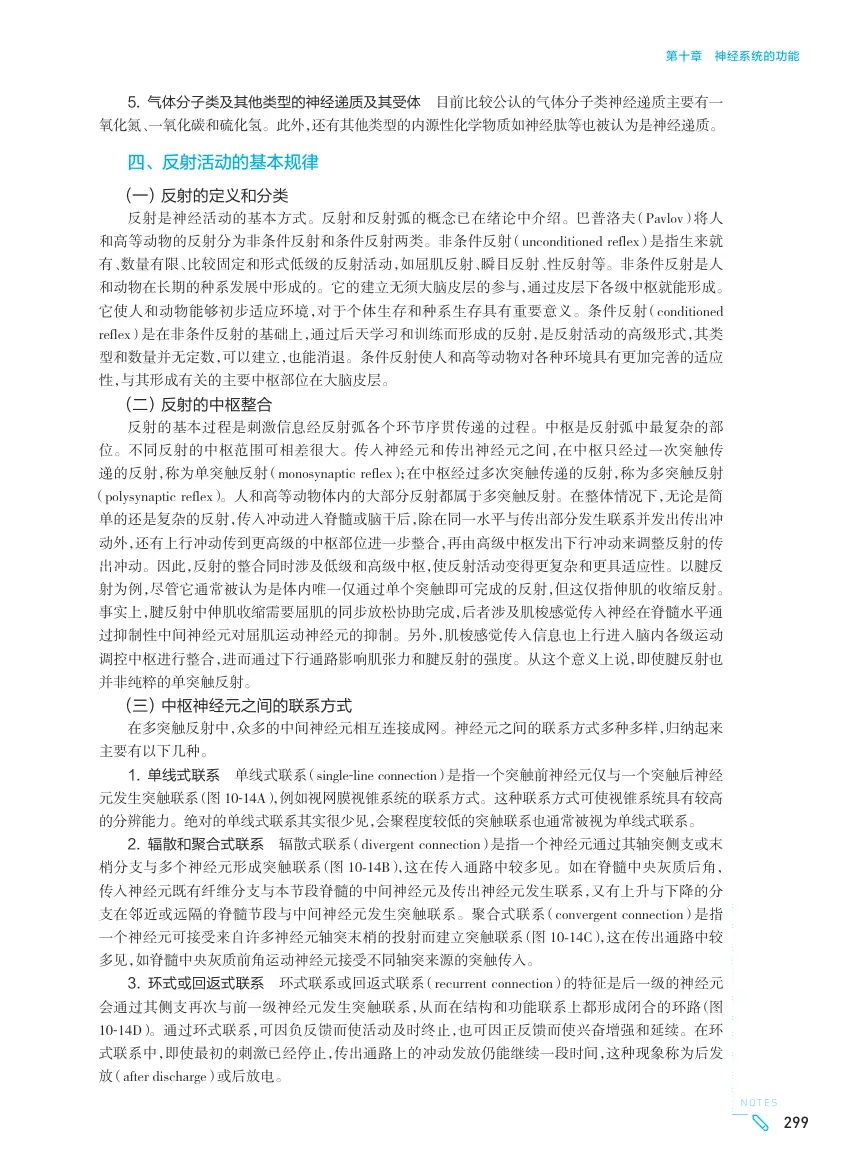 第十章 神经系统的功能
5. 气体分子类及其他类型的神经递质及其受体 目前比较公认的气体分子类神经递质主要有一
氧化氮、一氧化碳和硫化氢。此外,还有其他类型的内源性化学物质如神经肽等也被认为是神经递质。
四、反射活动的基本规律
(一) 反射的定义和分类
反射是神经活动的基本方式。反射和反射弧的概念已在绪论中介绍。巴普洛夫(Pavlov)将人
和高等动物的反射分为非条件反射和条件反射两类。非条件反射(unconditioned reflex)是指生来就
有、数量有限、比较固定和形式低级的反射活动,如屈肌反射、瞬目反射、性反射等。非条件反射是人
和动物在长期的种系发展中形成的。它的建立无须大脑皮层的参与,通过皮层下各级中枢就能形成。
它使人和动物能够初步适应环境,对于个体生存和种系生存具有重要意义。条件反射(conditioned
reflex)是在非条件反射的基础上,通过后天学习和训练而形成的反射,是反射活动的高级形式,其类
型和数量并无定数,可以建立,也能消退。条件反射使人和高等动物对各种环境具有更加完善的适应
性,与其形成有关的主要中枢部位在大脑皮层。
(二) 反射的中枢整合
反射的基本过程是刺激信息经反射弧各个环节序贯传递的过程。中枢是反射弧中最复杂的部
位。不同反射的中枢范围可相差很大。传入神经元和传出神经元之间,在中枢只经过一次突触传
递的反射,称为单突触反射(monosynaptic reflex);在中枢经过多次突触传递的反射,称为多突触反射
(polysynaptic reflex)。人和高等动物体内的大部分反射都属于多突触反射。在整体情况下,无论是简
单的还是复杂的反射,传入冲动进入脊髓或脑干后,除在同一水平与传出部分发生联系并发出传出冲
动外,还有上行冲动传到更高级的中枢部位进一步整合,再由高级中枢发出下行冲动来调整反射的传
出冲动。因此,反射的整合同时涉及低级和高级中枢,使反射活动变得更复杂和更具适应性。以腱反
射为例,尽管它通常被认为是体内唯一仅通过单个突触即可完成的反射,但这仅指伸肌的收缩反射。
事实上,腱反射中伸肌收缩需要屈肌的同步放松协助完成,后者涉及肌梭感觉传入神经在脊髓水平通
过抑制性中间神经元对屈肌运动神经元的抑制。另外,肌梭感觉传入信息也上行进入脑内各级运动
调控中枢进行整合,进而通过下行通路影响肌张力和腱反射的强度。从这个意义上说,即使腱反射也
并非纯粹的单突触反射。
(三) 中枢神经元之间的联系方式
在多突触反射中,众多的中间神经元相互连接成网。神经元之间的联系方式多种多样,归纳起来
主要有以下几种。
1. 单线式联系 单线式联系(single-line connection)是指一个突触前神经元仅与一个突触后神经
元发生突触联系(图 10-14A),例如视网膜视锥系统的联系方式。这种联系方式可使视锥系统具有较高
的分辨能力。绝对的单线式联系其实很少见,会聚程度较低的突触联系也通常被视为单线式联系。
2. 辐散和聚合式联系 辐散式联系(divergent connection)是指一个神经元通过其轴突侧支或末
梢分支与多个神经元形成突触联系(图 10-14B),这在传入通路中较多见。如在脊髓中央灰质后角,
传入神经元既有纤维分支与本节段脊髓的中间神经元及传出神经元发生联系,又有上升与下降的分
支在邻近或远隔的脊髓节段与中间神经元发生突触联系。聚合式联系(convergent connection)是指
一个神经元可接受来自许多神经元轴突末梢的投射而建立突触联系(图 10-14C),这在传出通路中较
多见,如脊髓中央灰质前角运动神经元接受不同轴突来源的突触传入。
3. 环式或回返式联系 环式联系或回返式联系(recurrent connection)的特征是后一级的神经元
会通过其侧支再次与前一级神经元发生突触联系,从而在结构和功能联系上都形成闭合的环路(图
10-14D)。通过环式联系,可因负反馈而使活动及时终止,也可因正反馈而使兴奋增强和延续。在环
式联系中,即使最初的刺激已经停止,传出通路上的冲动发放仍能继续一段时间,这种现象称为后发
放(after discharge)或后放电。
NOTES
299